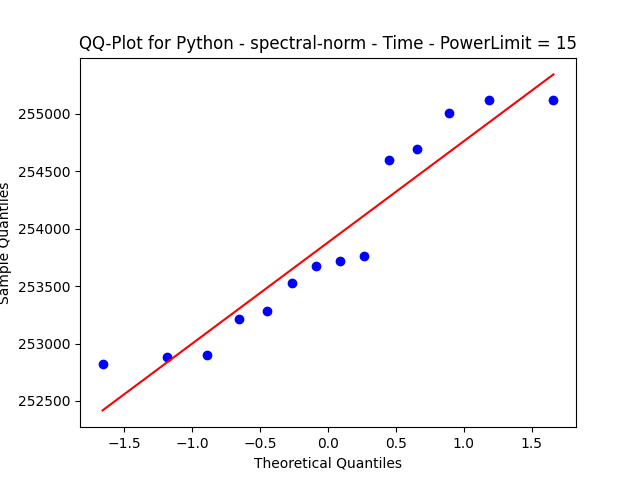 QQ-Plot for Python - spectral-norm - Time - PowerLimit = 15
255000
254500
254000
253500
253000
252500
Sample Quantiles
−1.5 −1.0 −0.5 0.0 0.5 1.0 1.5
Theoretical Quantiles